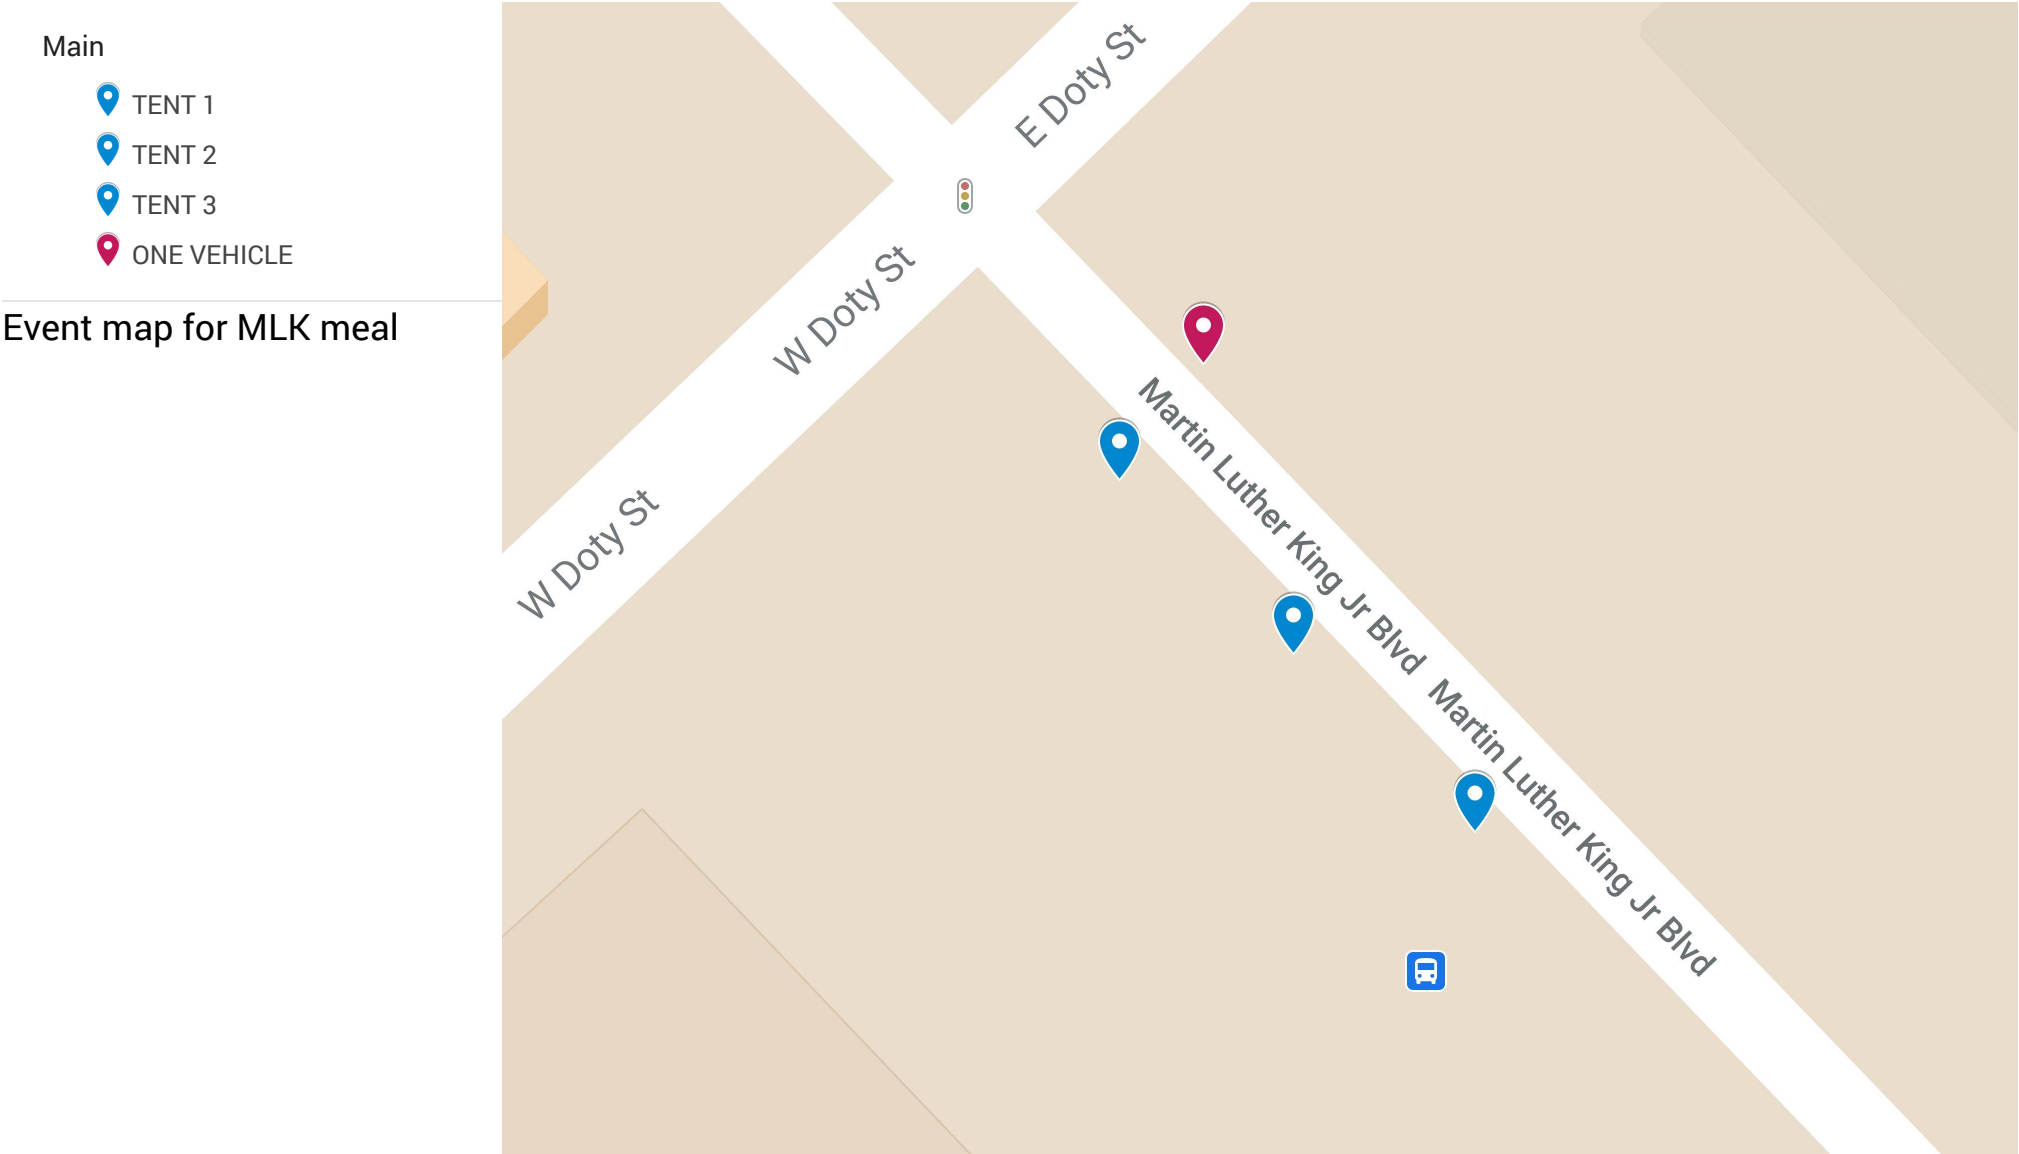 Main
TENT 1
TENT 2
TENT 3
ONE VEHICLE
Event map for MLK meal
E Doty St
W Doty St
W Doty St
Martin Luther King Jr Blvd
Martin Luther King Jr Blvd